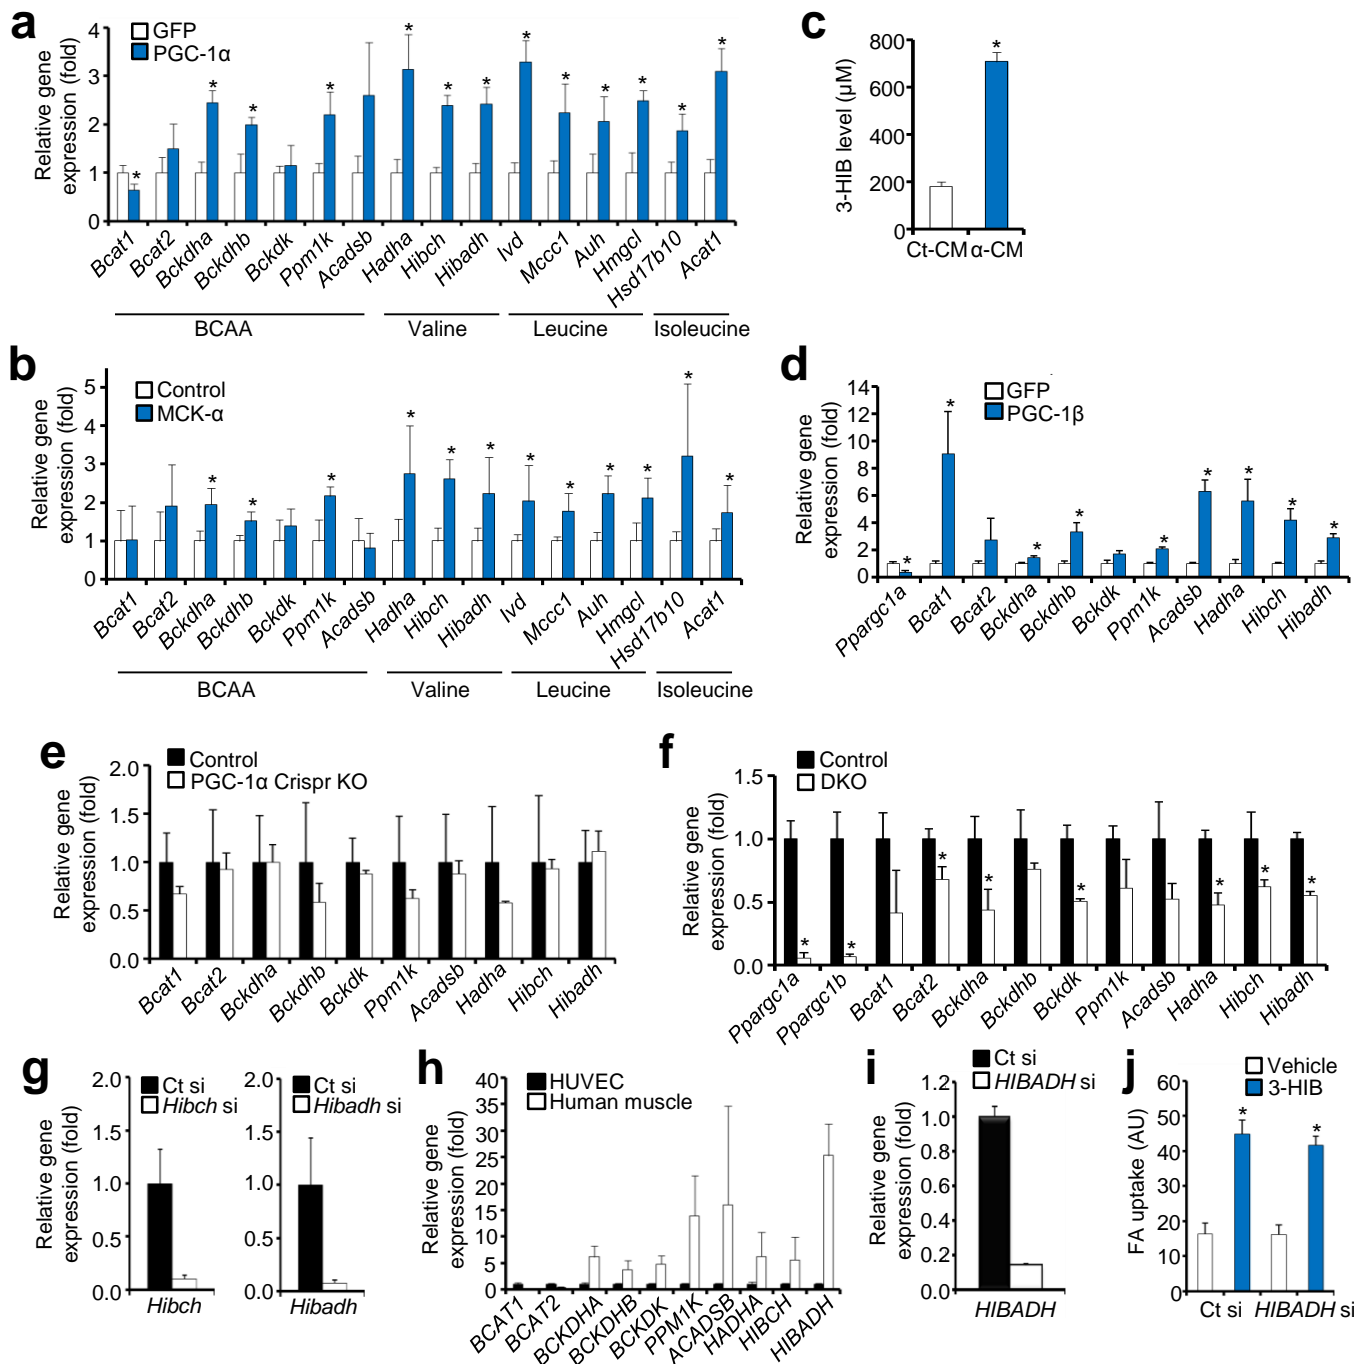 a
GFP
PGC-1α
Relative gene
expression (fold)
4
3
2
1
0
* * * * * * * * * * * * *
Bcat1 Bcat2 Bckdha Bckdhb Bckdk Ppm1k Acadsb Hadha Hibch Hibadh Ivd Mccc1 Auh Hmgcl Hsd17b10 Acat1
BCAA Valine Leucine Isoleucine
c
3-HIB level (μM)
800
600
400
200
0
*
Ct-CM α-CM
b
Control
MCK-α
Relative gene
expression (fold)
5
4
3
2
1
0
* * * * * * * * * * * *
Bcat1 Bcat2 Bckdha Bckdhb Bckdk Ppm1k Acadsb Hadha Hibch Hibadh Ivd Mccc1 Auh Hmgcl Hsd17b10 Acat1
BCAA Valine Leucine Isoleucine
d
GFP
PGC-1β
Relative gene
expression (fold)
14
12
10
8
6
4
2
0
* * * * * * * * *
Ppargc1a Bcat1 Bcat2 Bckdha Bckdhb Bckdk Ppm1k Acadsb Hadha Hibch Hibadh
e
Control
PGC-1α Crispr KO
Relative gene
expression (fold)
2.0
1.5
1.0
0.5
0.0
Bcat1 Bcat2 Bckdha Bckdhb Bckdk Ppm1k Acadsb Hadha Hibch Hibadh
f
Control
DKO
Relative gene
expression (fold)
1.5
1.0
0.5
0.0
* * * * * * * *
Ppargc1a Ppargc1b Bcat1 Bcat2 Bckdha Bckdhb Bckdk Ppm1k Acadsb Hadha Hibch Hibadh
g
Ct si
Hibch si
Relative gene
expression (fold)
2.0
1.5
1.0
0.5
0.0
Hibch
Ct si
Hibadh si
2.0
1.5
1.0
0.5
0.0
Hibadh
h
HUVEC
Human muscle
Relative gene
expression (fold)
40
35
30
25
20
15
10
5
0
BCAT1 BCAT2 BCKDHA BCKDHB BCKDK PPM1K ACADSB HADHA HIBCH HIBADH
i
Ct si
HIBADH si
Relative gene
expression (fold)
1.2
1.0
0.8
0.6
0.4
0.2
0.0
HIBADH
j
Vehicle
3-HIB
FA uptake (AU)
60
50
40
30
20
10
0
* *
Ct si HIBADH si